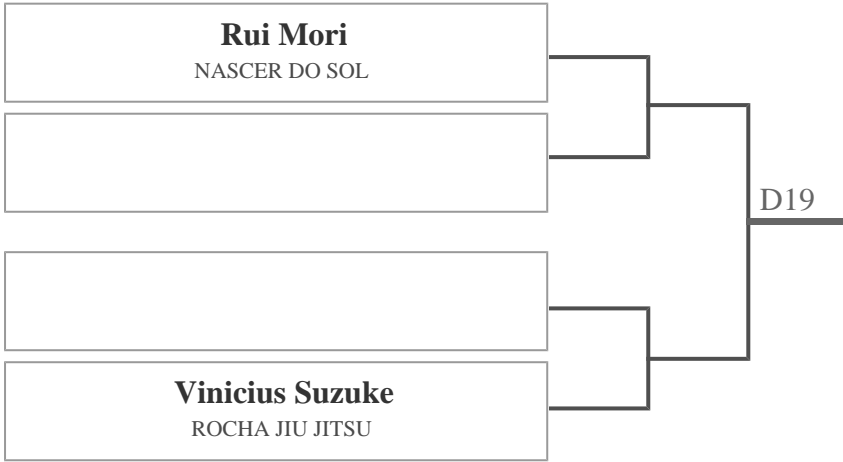 Rui Mori
NASCER DO SOL
D19
Vinicius Suzuke
ROCHA JIU JITSU